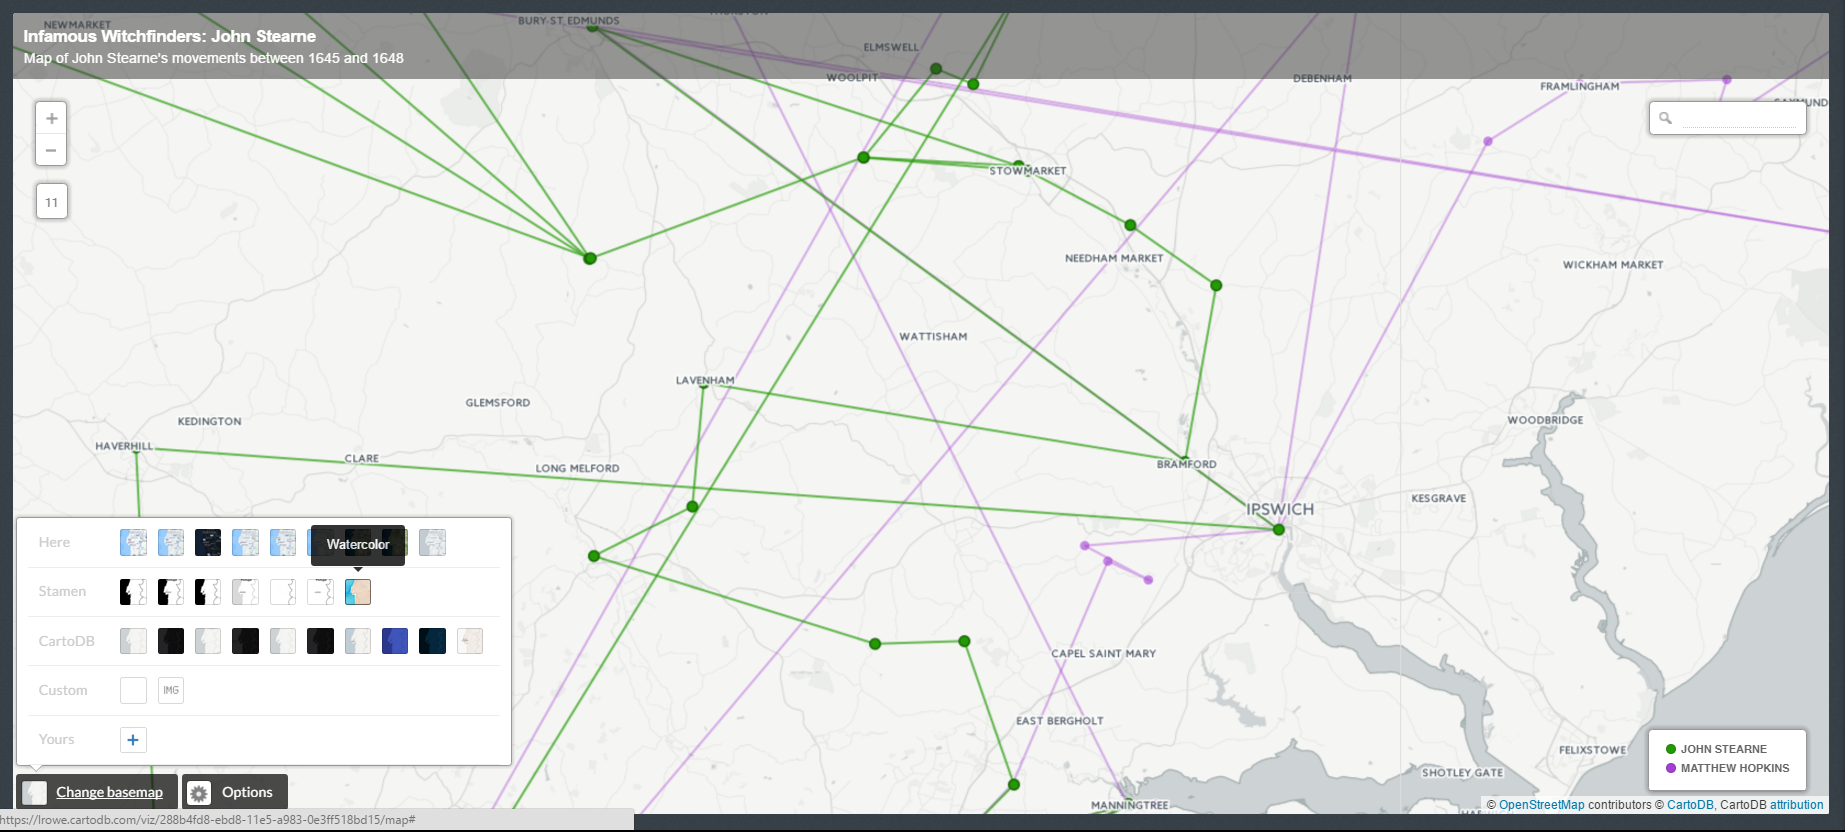 NEWMARKET
BURY ST EDMUNDS
Infamous Witchfinders: John Stearne
Map of John Stearne's movements between 1645 and 1648
ELMSWELL
WOOLPIT
DEBENHAM
FRAMLINGHAM
+
−
11
STOWMARKET
NEEDHAM MARKET
WICKHAM MARKET
WATTISHAM
LAVENHAM
GLEMSFORD
KEDINGTON
WOODBRIDGE
HAVERHILL
CLARE
LONG MELFORD
BRAMFORD
KESGRAVE
IPSWICH
Here
Watercolor
Stamen
CartoDB
Custom
IMG
Yours
+
CAPEL SAINT MARY
EAST BERGHOLT
FELIXSTOWE
SHOTLEY GATE
MANNINGTREE
JOHN STEARNE
MATTHEW HOPKINS
Change basemap
Options
© OpenStreetMap contributors © CartoDB, CartoDB attribution
https://lrowe.cartodb.com/viz/288b4fd8-ebd8-11e5-a983-0e3ff518bd15/map#